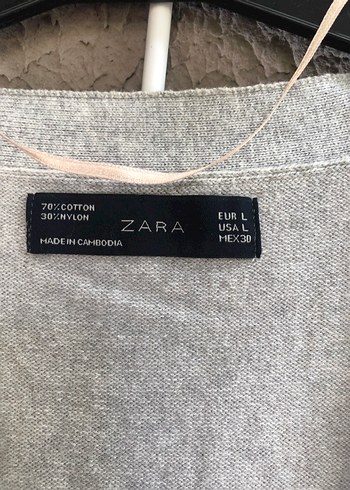 70%COTTON
30%NYLON
MADE IN CAMBODIA
ZARA
EUR L
USA L
MEX30